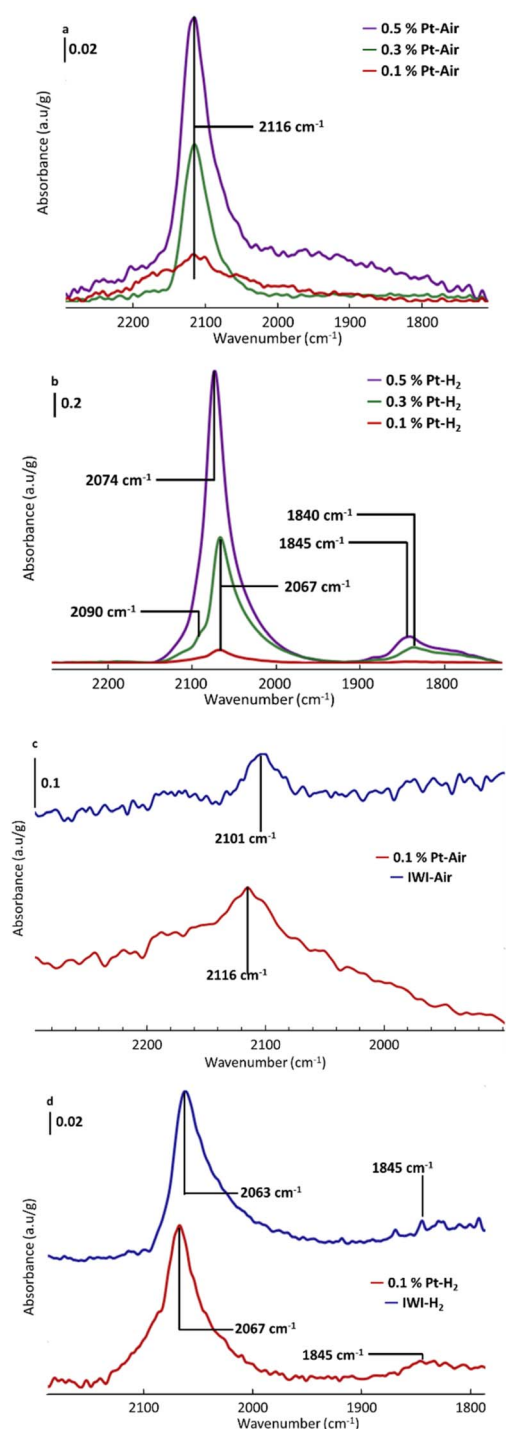 a
0.02
0.5 % Pt-Air
0.3 % Pt-Air
0.1 % Pt-Air
2116 cm⁻¹
Absorbance (a.u/g)
2200 2100 2000 1900 1800
Wavenumber (cm⁻¹)
b
0.2
0.5 % Pt-H₂
0.3 % Pt-H₂
0.1 % Pt-H₂
2074 cm⁻¹
1840 cm⁻¹
1845 cm⁻¹
2067 cm⁻¹
2090 cm⁻¹
Absorbance (a.u/g)
2200 2100 2000 1900 1800
Wavenumber (cm⁻¹)
c
0.1
2101 cm⁻¹
0.1 % Pt-Air
IWI-Air
2116 cm⁻¹
Absorbance (a.u/g)
2200 2100 2000
Wavenumber (cm⁻¹)
d
0.02
2063 cm⁻¹
1845 cm⁻¹
0.1 % Pt-H₂
IWI-H₂
2067 cm⁻¹
1845 cm⁻¹
Absorbance (a.u/g)
2100 2000 1900 1800
Wavenumber (cm⁻¹)